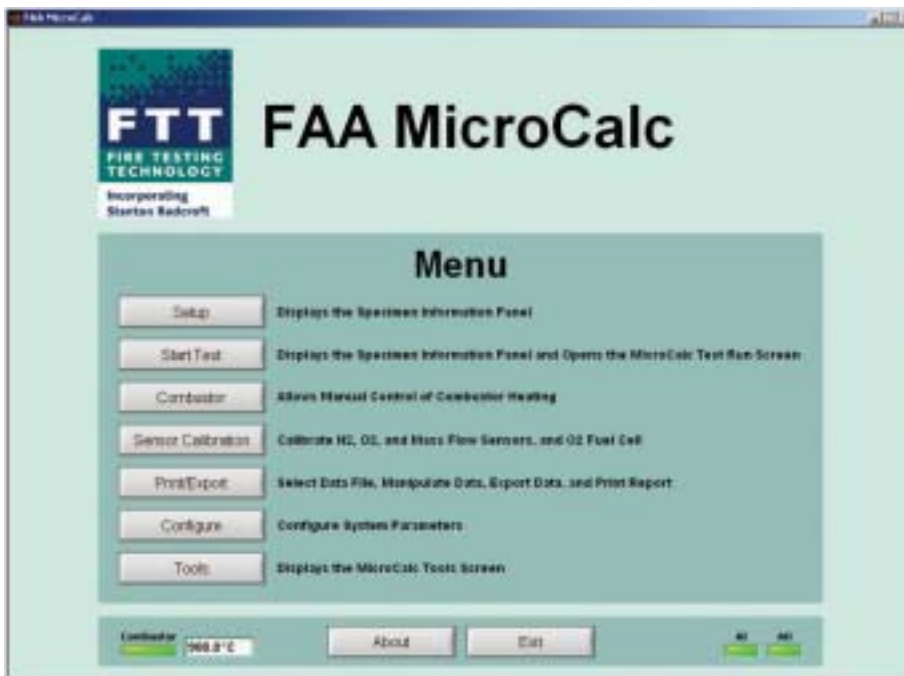 FAA MicroCalc
FTT
FIRE TESTING
TECHNOLOGY
Incorporating
Stanton Redcroft
FAA MicroCalc
Menu
Setup Displays the Specimen Information Panel
Start Test Displays the Specimen Information Panel and Opens the MicroCalc Test Run Screen
Combustor Allows Manual Control of Combustor Heating
Sensor Calibration Calibrate N2, O2, and Mass Flow Sensors, and O2 Fuel Cell
Print/Export Select Data File, Manipulate Data, Export Data, and Print Report
Configure Configure System Parameters
Tools Displays the MicroCalc Tools Screen
Combustor °C About Exit